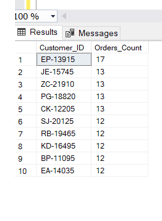 100 %
Results Messages
Customer_ID Orders_Count
1 EP-13915 17
2 JE-15745 13
3 ZC-21910 13
4 PG-18820 13
5 CK-12205 13
6 SJ-20125 12
7 RB-19465 12
8 KD-16495 12
9 BP-11095 12
10 EA-14035 12